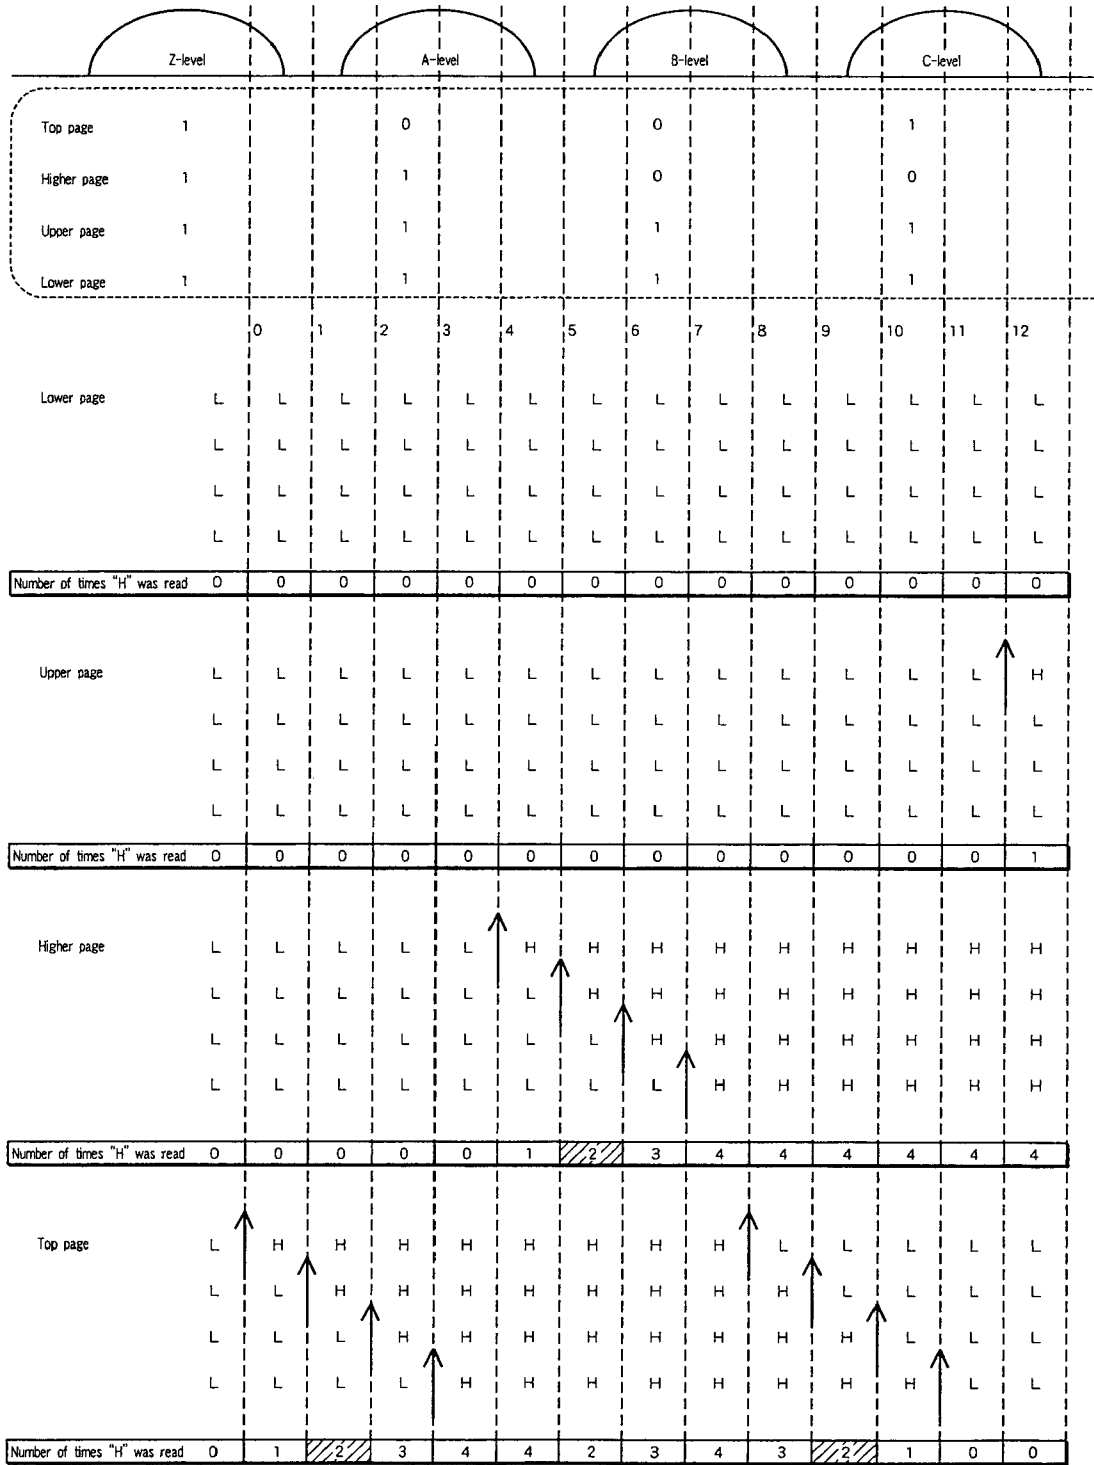 Z-level A-level B-level C-level
Top page 1 0 0 1
Higher page 1 1 0 0
Upper page 1 1 1 1
Lower page 1 1 1 1
0 1 2 3 4 5 6 7 8 9 10 11 12
Lower page L L L L L L L L L L L L L L
L L L L L L L L L L L L L L
L L L L L L L L L L L L L L
L L L L L L L L L L L L L L
Number of times "H" was read 0 0 0 0 0 0 0 0 0 0 0 0 0 0
Upper page L L L L L L L L L L L L L H
L L L L L L L L L L L L L L
L L L L L L L L L L L L L L
L L L L L L L L L L L L L L
Number of times "H" was read 0 0 0 0 0 0 0 0 0 0 0 0 0 1
Higher page L L L L L H H H H H H H H H
L L L L L L H H H H H H H H
L L L L L L L H H H H H H H
L L L L L L L L H H H H H H
Number of times "H" was read 0 0 0 0 0 1 2 3 4 4 4 4 4 4
Top page L H H H H H H H H L L L L L
L L H H H H H H H H L L L L
L L L H H H H H H H H L L L
L L L L H H H H H H H H L L
Number of times "H" was read 0 1 2 3 4 4 2 3 4 3 2 1 0 0